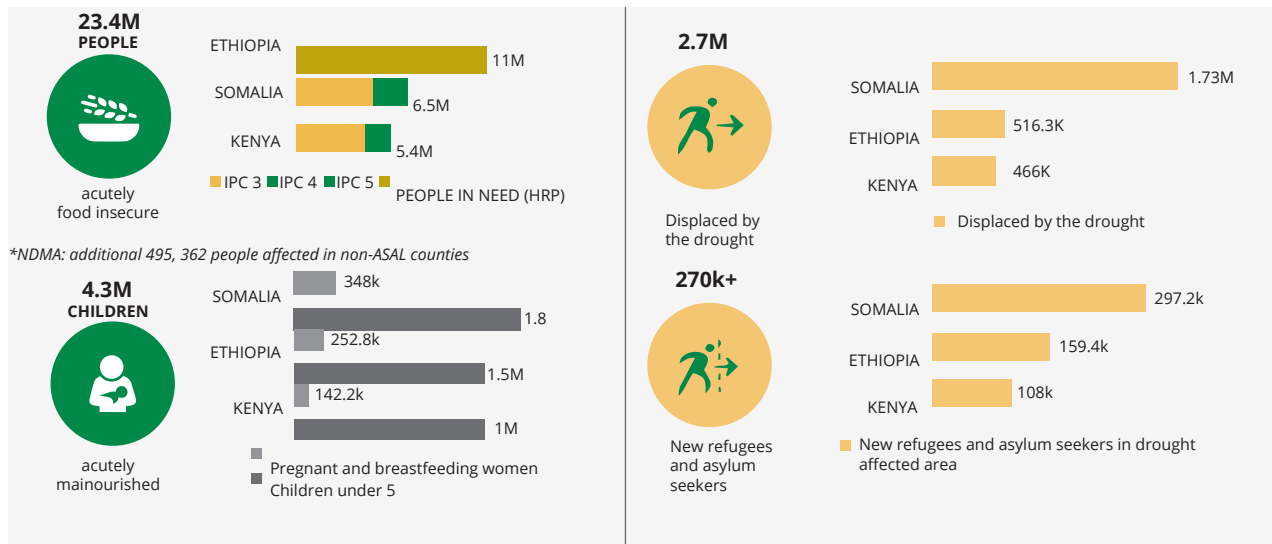 23.4M
PEOPLE
acutely
food insecure
ETHIOPIA
11M
SOMALIA
6.5M
KENYA
5.4M
IPC 3 IPC 4 IPC 5
PEOPLE IN NEED (HRP)
*NDMA: additional 495, 362 people affected in non-ASAL counties
4.3M
CHILDREN
acutely
mainourished
SOMALIA
348k
1.8
ETHIOPIA
252.8k
1.5M
KENYA
142.2k
1M
Pregnant and breastfeeding women
Children under 5
2.7M
Displaced by
the drought
SOMALIA
1.73M
ETHIOPIA
516.3K
KENYA
466K
Displaced by the drought
270k+
New refugees
and asylum
seekers
SOMALIA
297.2k
ETHIOPIA
159.4k
KENYA
108k
New refugees and asylum seekers in drought
affected area